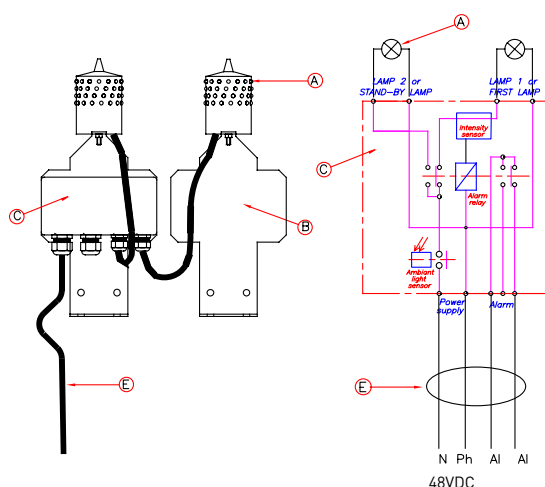 A
LAMP 2 or
STAND-BY LAMP
LAMP 1 or
FIRST LAMP
A
Intensity
sensor
C
Alarm
relay
C
B
Ambiant
light
sensor
Power
supply
Alarm
E
E
N Ph Al Al
48VDC